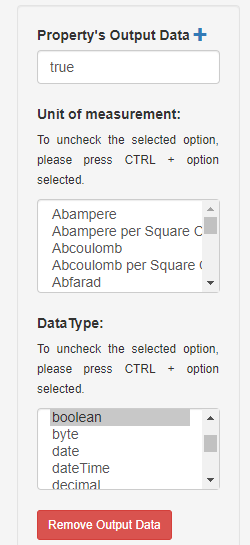 Property's Output Data +
true
Unit of measurement:
To uncheck the selected option,
please press CTRL + option
selected.
Abampere
Abampere per Square C
Abcoulomb
Abcoulomb per Square C
Abfarad
DataType:
To uncheck the selected option,
please press CTRL + option
selected.
boolean
byte
date
dateTime
decimal
Remove Output Data